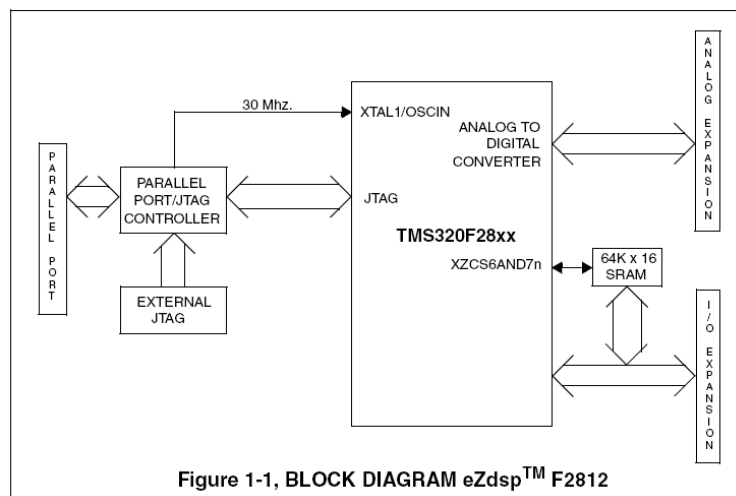 30 Mhz.
XTAL1/OSCIN
ANALOG TO
DIGITAL
CONVERTER
ANALOG EXPANSION
PARALLEL PORT
PARALLEL
PORT/JTAG
CONTROLLER
JTAG
TMS320F28xx
XZCS6AND7n
64K x 16
SRAM
EXTERNAL
JTAG
I/O EXPANSION
Figure 1-1, BLOCK DIAGRAM eZdsp™ F2812